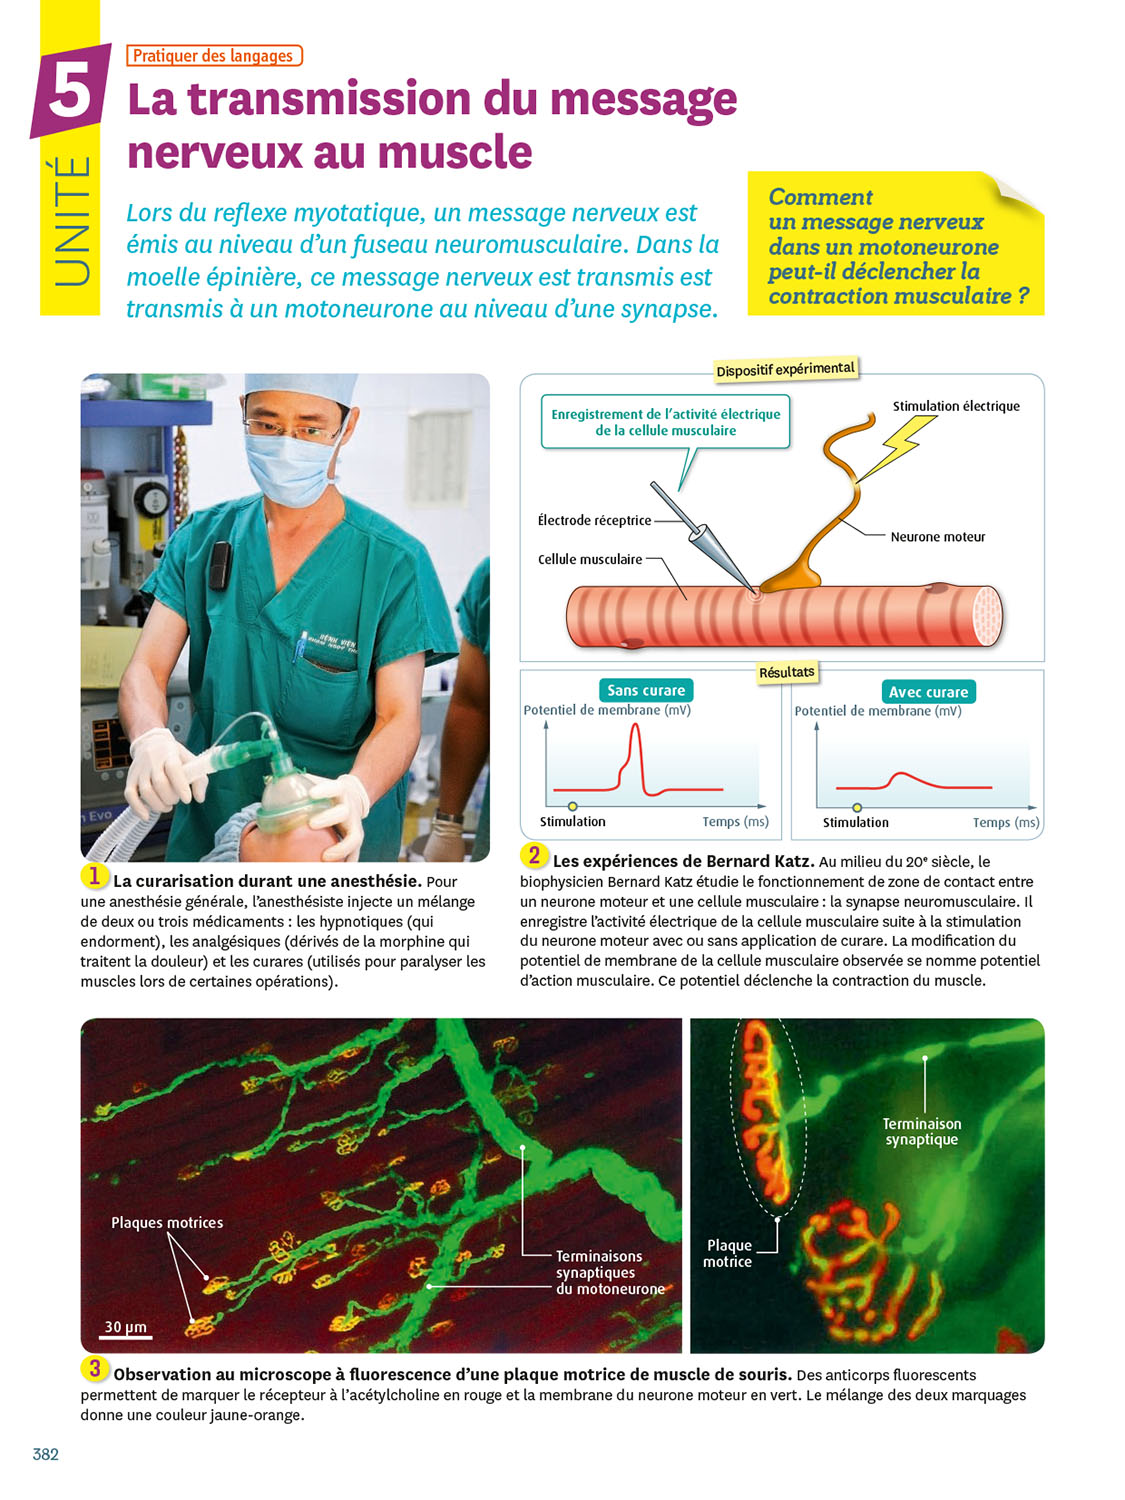 5
UNITÉ
Pratiquer des langages
La transmission du message
nerveux au muscle
Lors du reflexe myotatique, un message nerveux est
émis au niveau d’un fuseau neuromusculaire. Dans la
moelle épinière, ce message nerveux est transmis est
transmis à un motoneurone au niveau d’une synapse.
Comment
un message nerveux
dans un motoneurone
peut-il déclencher la
contraction musculaire ?
1 La curarisation durant une anesthésie. Pour
une anesthésie générale, l’anesthésiste injecte un mélange
de deux ou trois médicaments : les hypnotiques (qui
endorment), les analgésiques (dérivés de la morphine qui
traitent la douleur) et les curares (utilisés pour paralyser les
muscles lors de certaines opérations).
Dispositif expérimental
Enregistrement de l’activité électrique
de la cellule musculaire
Stimulation électrique
Électrode réceptrice
Neurone moteur
Cellule musculaire
Résultats
Sans curare
Potentiel de membrane (mV)
Stimulation
Temps (ms)
Avec curare
Potentiel de membrane (mV)
Stimulation
Temps (ms)
2 Les expériences de Bernard Katz. Au milieu du 20e siècle, le
biophysicien Bernard Katz étudie le fonctionnement de zone de contact entre
un neurone moteur et une cellule musculaire : la synapse neuromusculaire. Il
enregistre l’activité électrique de la cellule musculaire suite à la stimulation
du neurone moteur avec ou sans application de curare. La modification du
potentiel de membrane de la cellule musculaire observée se nomme potentiel
d’action musculaire. Ce potentiel déclenche la contraction du muscle.
Plaques motrices
Terminaisons
synaptiques
du motoneurone
30 µm
Terminaison
synaptique
Plaque
motrice
3 Observation au microscope à fluorescence d’une plaque motrice de muscle de souris. Des anticorps fluorescents
permettent de marquer le récepteur à l’acétylcholine en rouge et la membrane du neurone moteur en vert. Le mélange des deux marquages
donne une couleur jaune-orange.
382